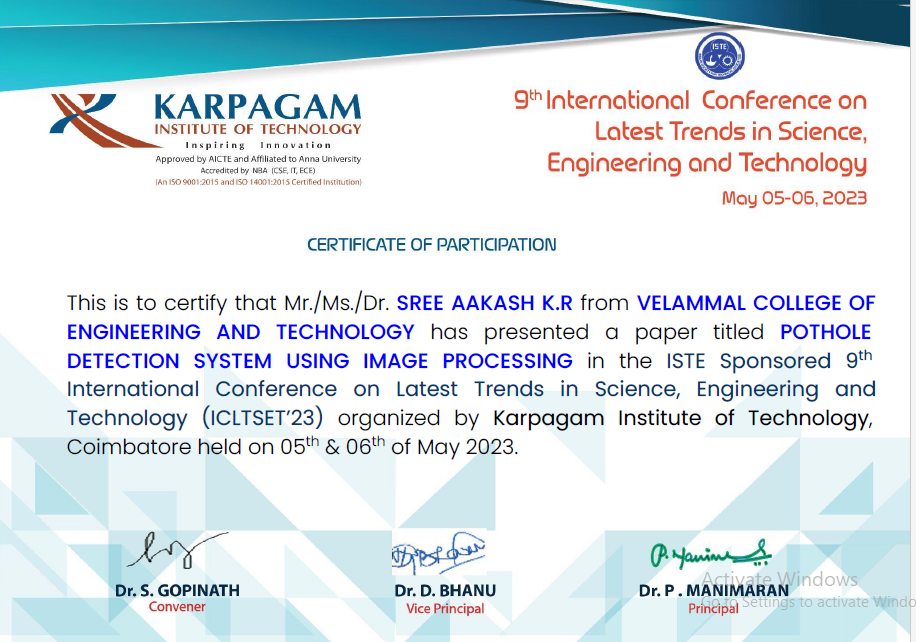 ISTE
KARPAGAM
INSTITUTE OF TECHNOLOGY
Inspiring Innovation
Approved by AICTE and Affiliated to Anna University
Accredited by NBA (CSE, IT, ECE)
(An ISO 9001:2015 and ISO 14001:2015 Certified Institution)
9th International Conference on
Latest Trends in Science,
Engineering and Technology
May 05-06, 2023
CERTIFICATE OF PARTICIPATION
This is to certify that Mr./Ms./Dr. SREE AAKASH K.R from VELAMMAL COLLEGE OF
ENGINEERING AND TECHNOLOGY has presented a paper titled POTHOLE
DETECTION SYSTEM USING IMAGE PROCESSING in the ISTE Sponsored 9th
International Conference on Latest Trends in Science, Engineering and
Technology (ICLTSET’23) organized by Karpagam Institute of Technology,
Coimbatore held on 05th & 06th of May 2023.
Dr. S. GOPINATH
Convener
Dr. D. BHANU
Vice Principal
Dr. P . MANIMARAN
Principal
Activate Windows
Go to Settings to activate Windo